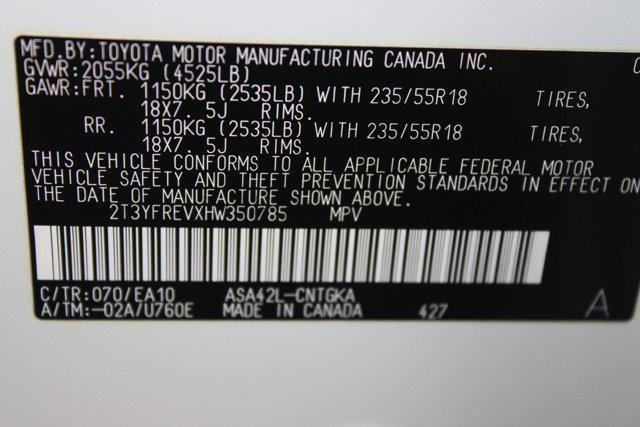 MFD.BY:TOYOTA MOTOR MANUFACTURING CANADA INC.
GVWR:2055KG (4525LB)
GAWR:FRT. 1150KG (2535LB) WITH 235/55R18 TIRES,
18X7. 5J RIMS.
RR. 1150KG (2535LB) WITH 235/55R18 TIRES,
18X7. 5J RIMS.
THIS VEHICLE CONFORMS TO ALL APPLICABLE FEDERAL MOTOR
VEHICLE SAFETY AND THEFT PREVENTION STANDARDS IN EFFECT ON
THE DATE OF MANUFACTURE SHOWN ABOVE.
2T3YFREVXHW350785 MPV
C/TR:070/EA10 ASA42L-CNTGKA
A/TM:-02A/U760E MADE IN CANADA 427 A